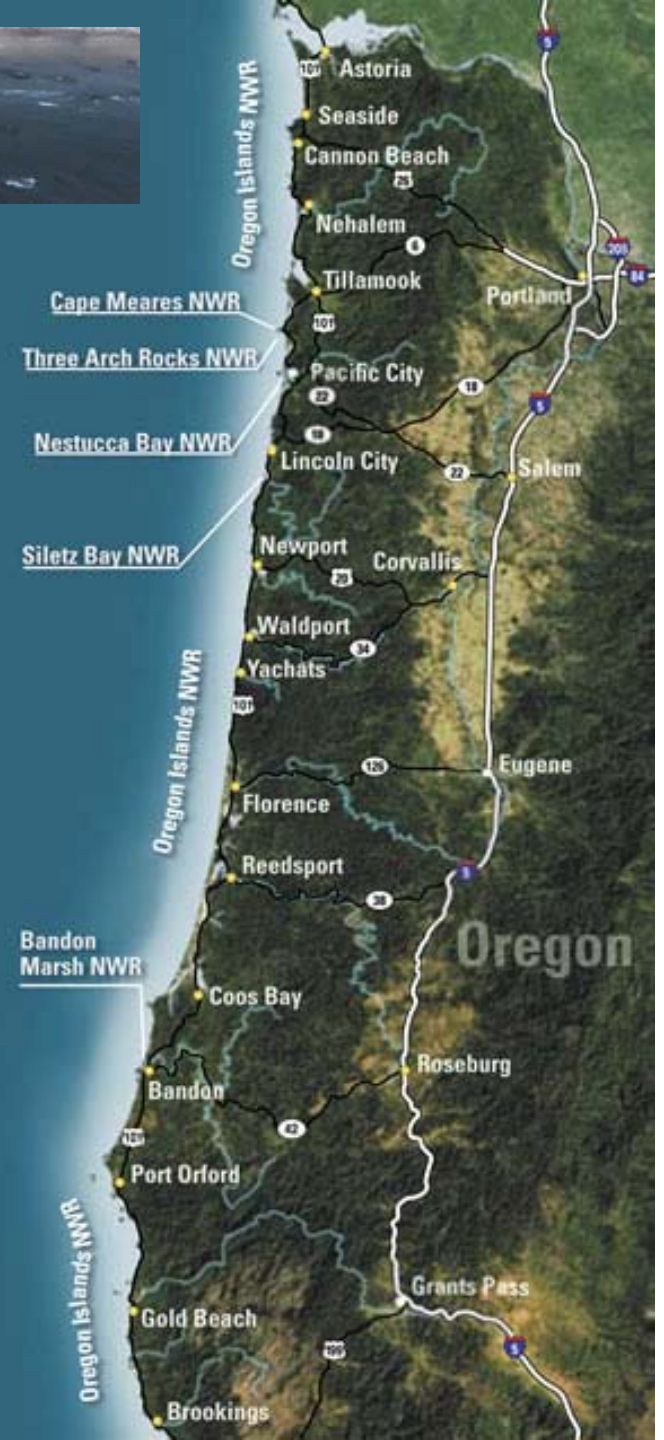 5
101
Astoria
Oregon Islands NWR
Seaside
Cannon Beach
26
Nehalem
6
205
84
Tillamook
Portland
Cape Meares NWR
101
Three Arch Rocks NWR
Pacific City
18
22
5
18
Nestucca Bay NWR
Lincoln City
22
Salem
Siletz Bay NWR
Newport
Corvallis
20
Waldport
34
Yachats
Oregon Islands NWR
101
126
Eugene
Florence
Reedsport
5
38
Bandon
Marsh NWR
Oregon
Coos Bay
Roseburg
Bandon
42
101
Port Orford
Oregon Islands NWR
Grants Pass
Gold Beach
199
5
Brookings